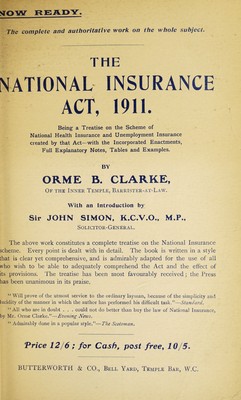 NOW READY.
The complete and authoritative work on the whole subject.
THE
NATIONAL INSURANCE
ACT, 1911.
Being a Treatise on the Scheme of
National Health Insurance and Unemployment Insurance
created by that Act—with the Incorporated Enactments,
Full Explanatory Notes, Tables and Examples.
BY
ORME B. CLARKE,
OF THE INNER TEMPLE, BARRISTER-AT-LAW.
With an Introduction by
Sir JOHN SIMON, K.C.V.O., M.P.,
SOLICITOR-GENERAL.
The above work constitutes a complete treatise on the National Insurance
scheme. Every point is dealt with in detail. The book is written in a style
that is clear yet comprehensive, and is admirably adapted for the use of all
who wish to be able to adequately comprehend the Act and the effect of
its provisions. The treatise has been most favourably received; the Press
has been unanimous in its praise.
"Will prove of the utmost service to the ordinary layman, because of the simplicity and
lucidity of the manner in which the author has performed his difficult task."—Standard.
"All who are in doubt . . . could not do better than buy the law of National Insurance,
by Mr. Orme Clarke."—Evening News.
"Admirably done in a popular style."—The Statesman.
Price 12/6; for Cash, post free, 10/5.
BUTTERWORTH & CO., BELL YARD, TEMPLE BAR, W.C.